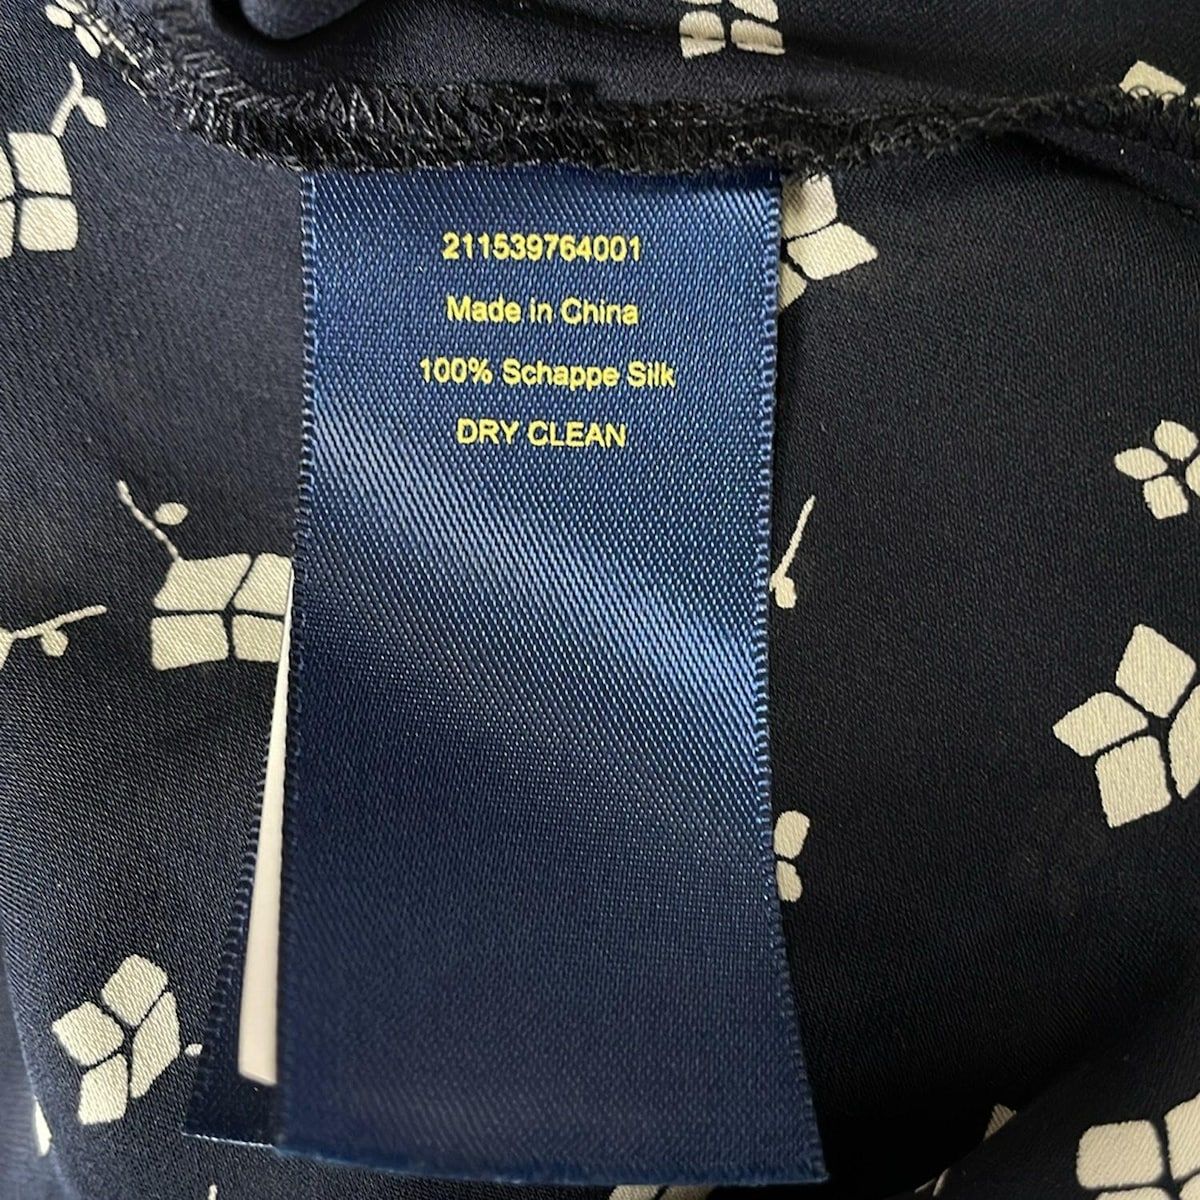 211539764001
Made in China
100% Schappe Silk
DRY CLEAN